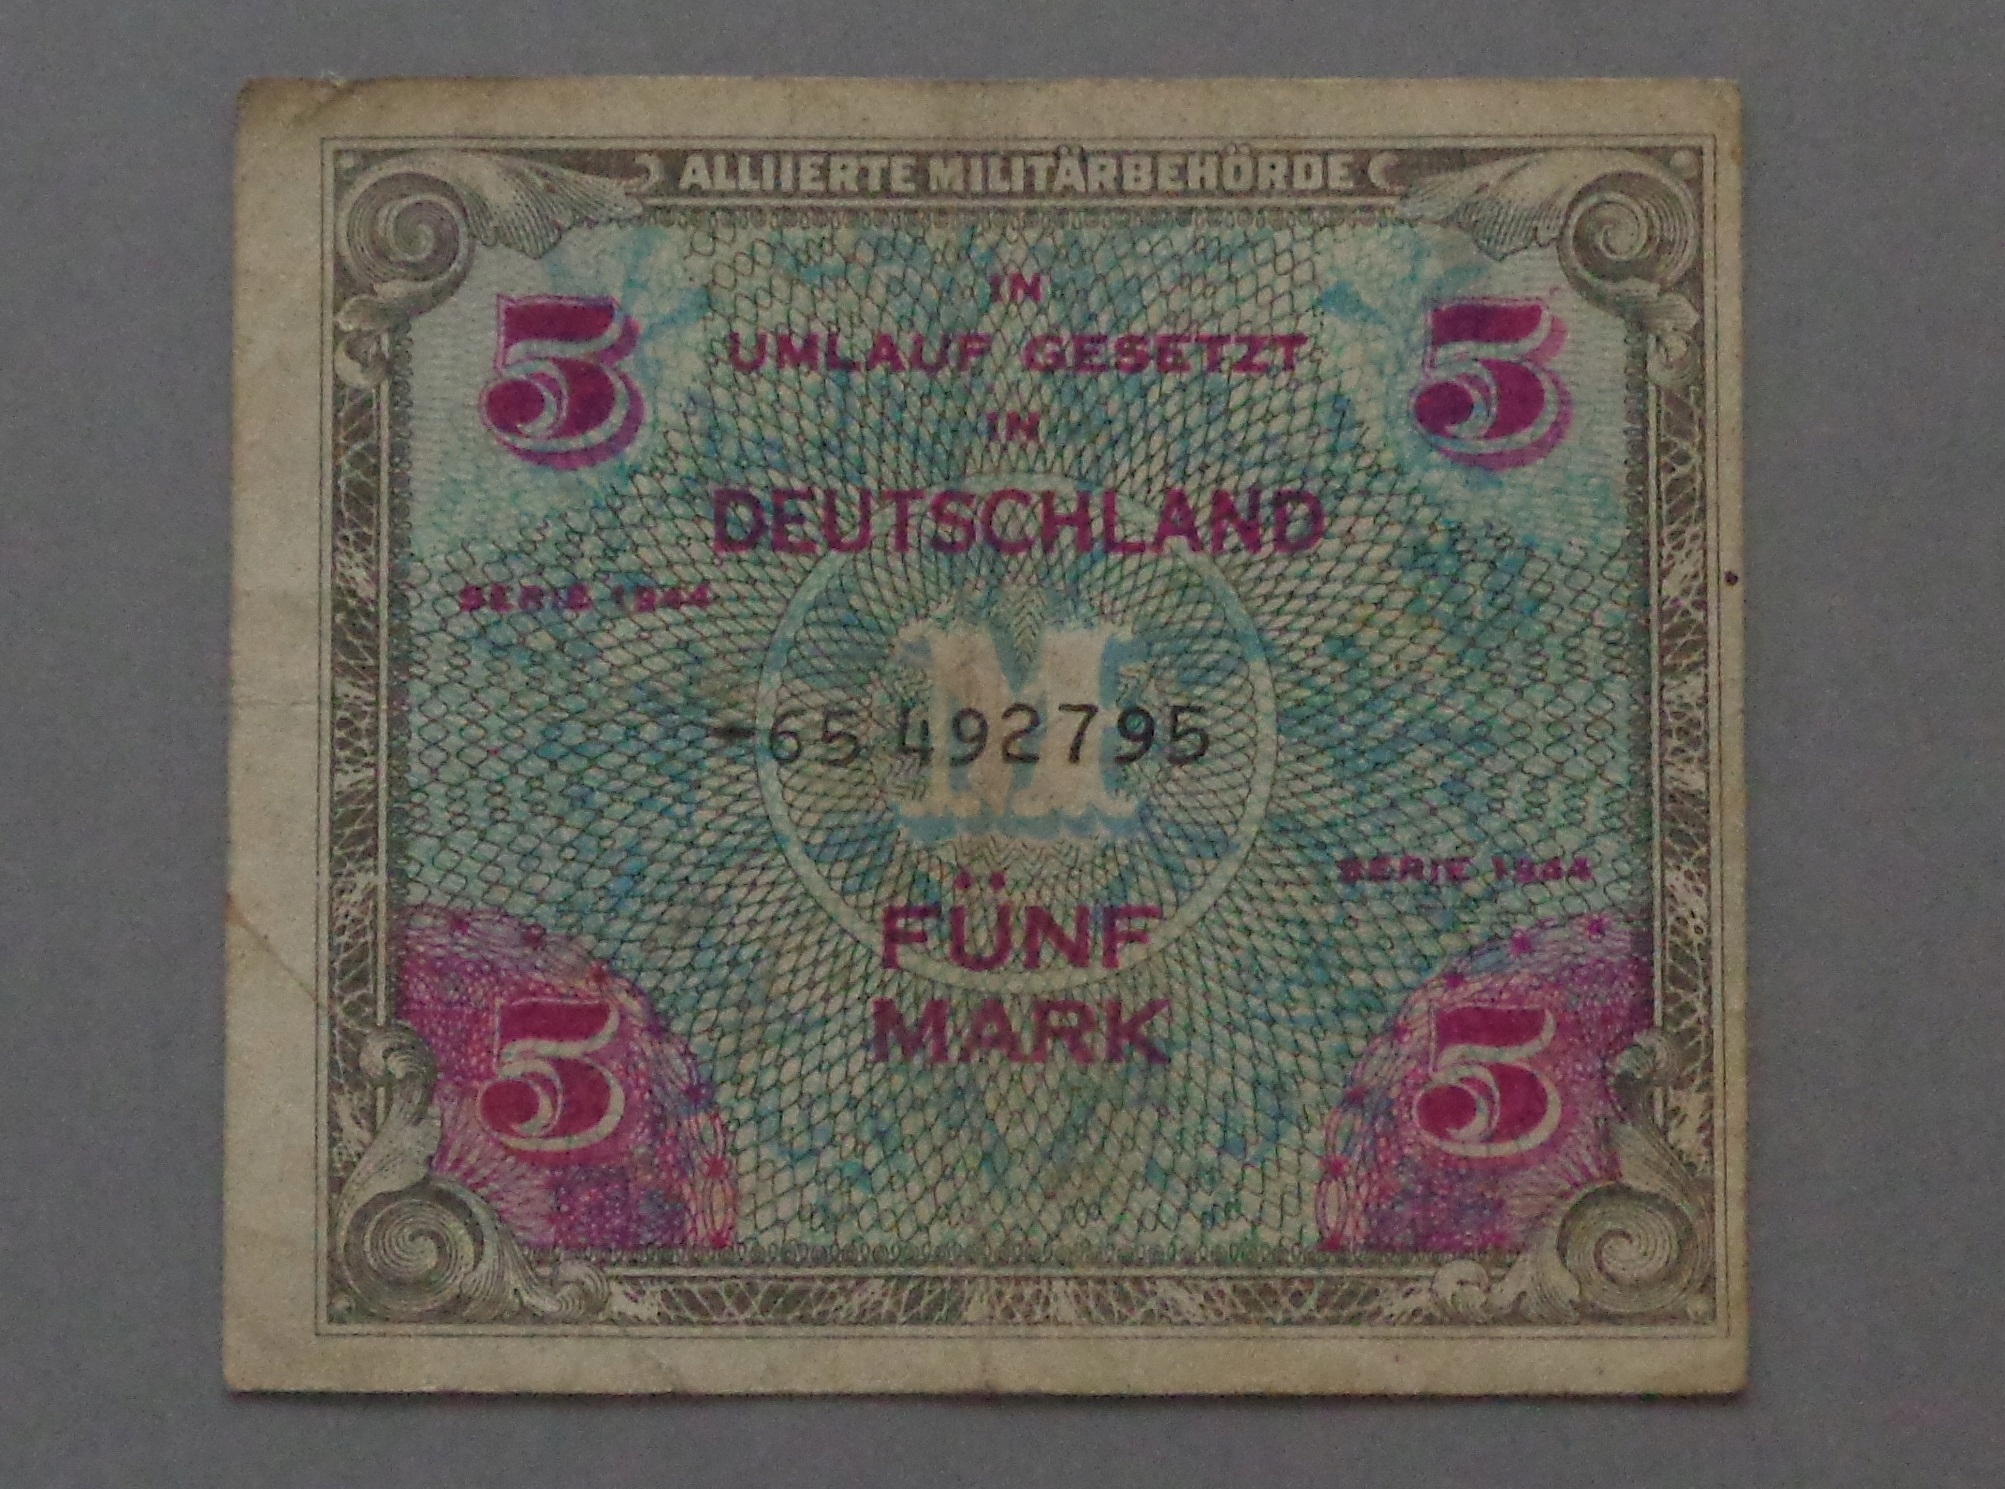 ALLIIERTE MILITÄRBEHÖRDE
5 5
IN
UMLAUF GESETZT
IN
DEUTSCHLAND
SERIE 1944
M
-65 492795
SERIE 1944
FÜNF
MARK
5 5